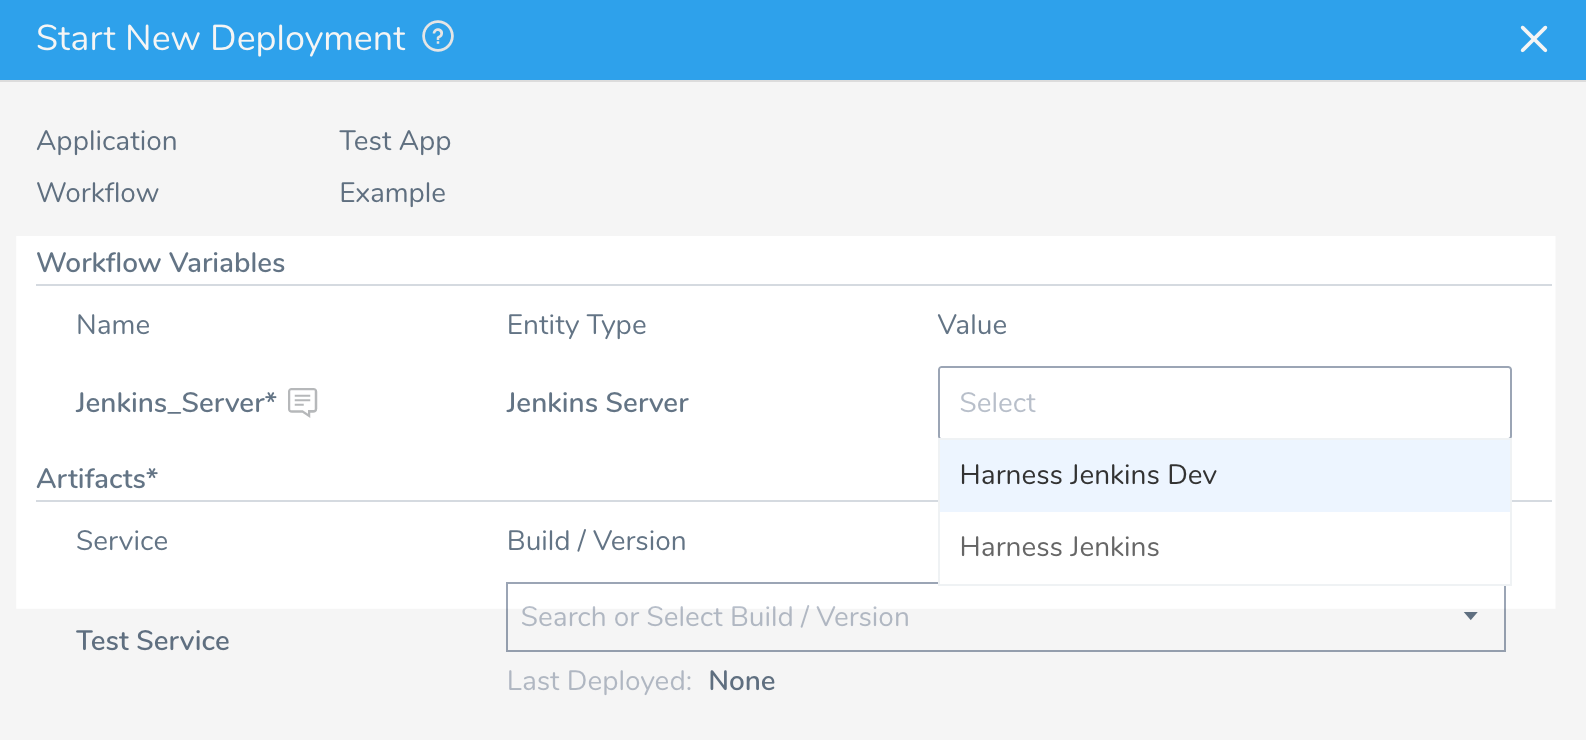 Start New Deployment ?
Application Test App
Workflow Example
Workflow Variables
Name Entity Type Value
Jenkins_Server* Jenkins Server Select
Harness Jenkins Dev
Artifacts*
Service Build / Version Harness Jenkins
Search or Select Build / Version
Test Service
Last Deployed: None